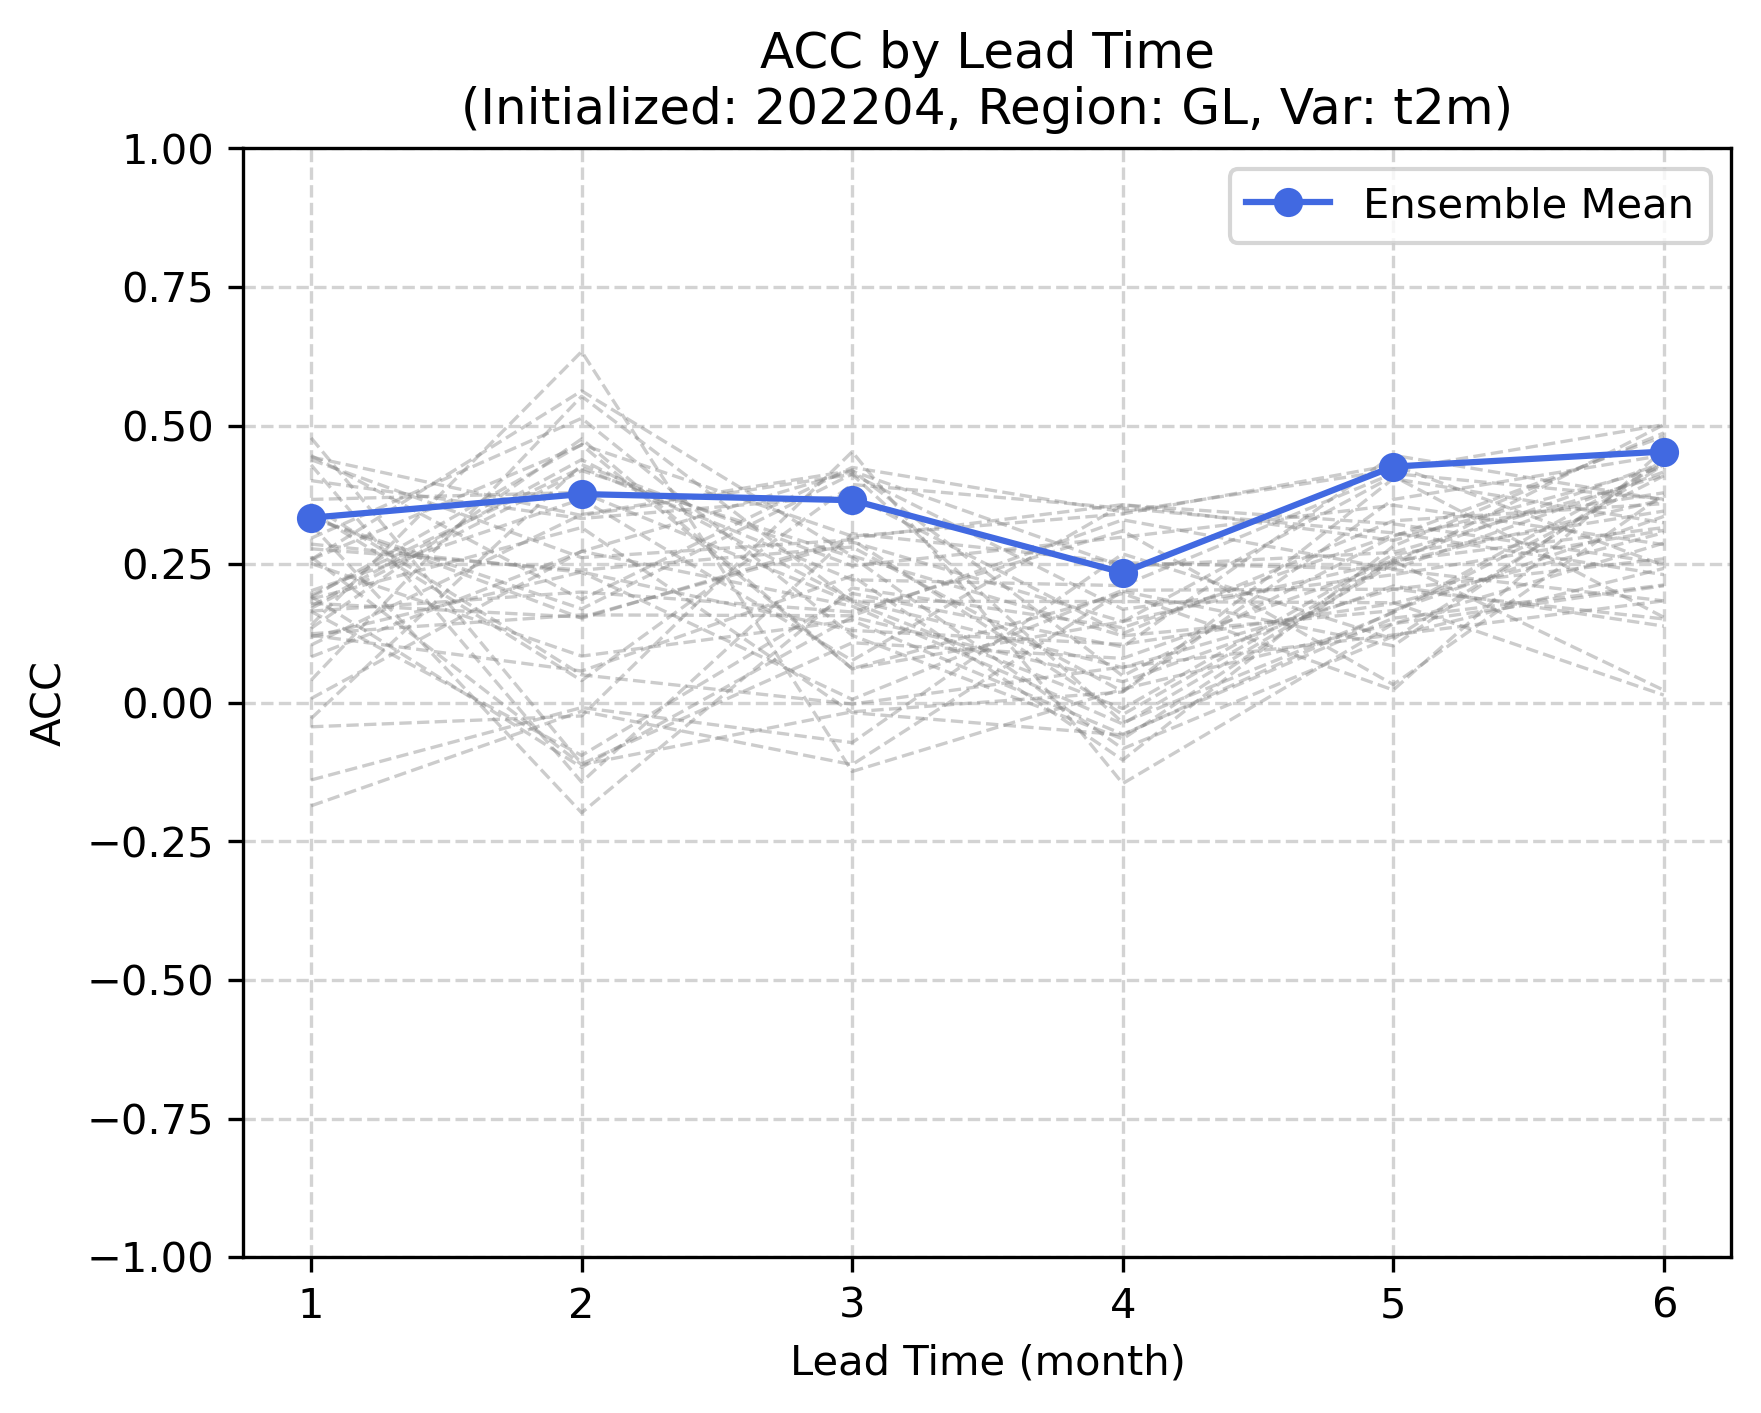 ACC by Lead Time
(Initialized: 202204, Region: GL, Var: t2m)
Ensemble Mean
ACC
1.00
0.75
0.50
0.25
0.00
−0.25
−0.50
−0.75
−1.00
1 2 3 4 5 6
Lead Time (month)